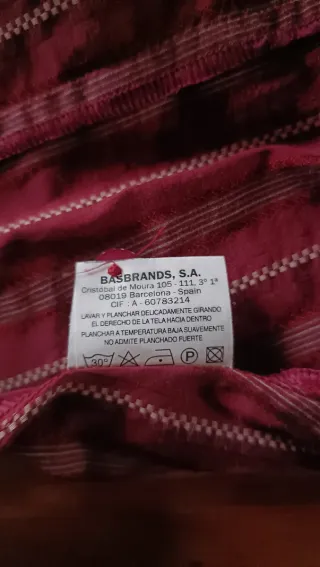 BASBRANDS, S.A.
Cristobal de Moura 105 - 111, 3º 1ª
08019 Barcelona - Spain
CIF : A - 60783214
LAVAR Y PLANCHAR DELICADAMENTE GIRANDO
EL DERECHO DE LA TELA HACIA DENTRO
PLANCHAR A TEMPERATURA BAJA SUAVEMENTE
NO ADMITE PLANCHADO FUERTE
30° P